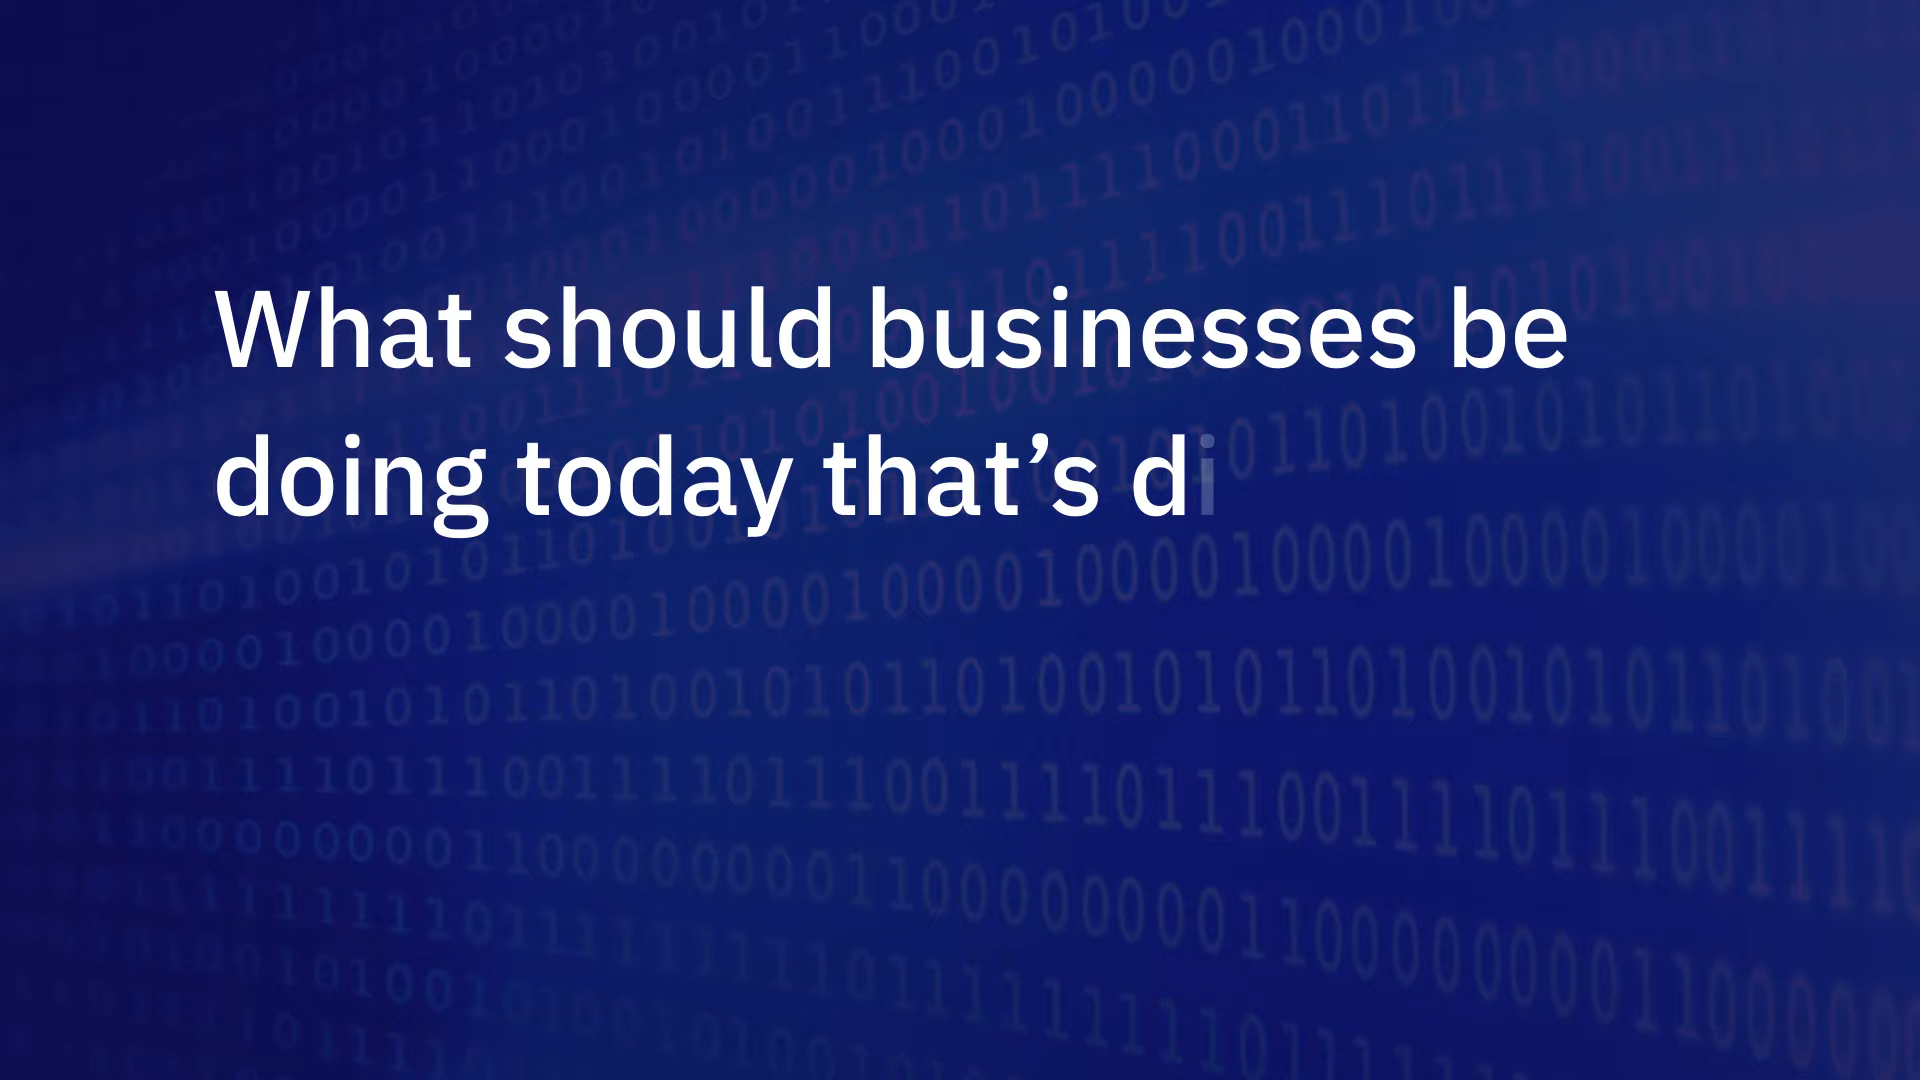 What should businesses be
doing today that’s di